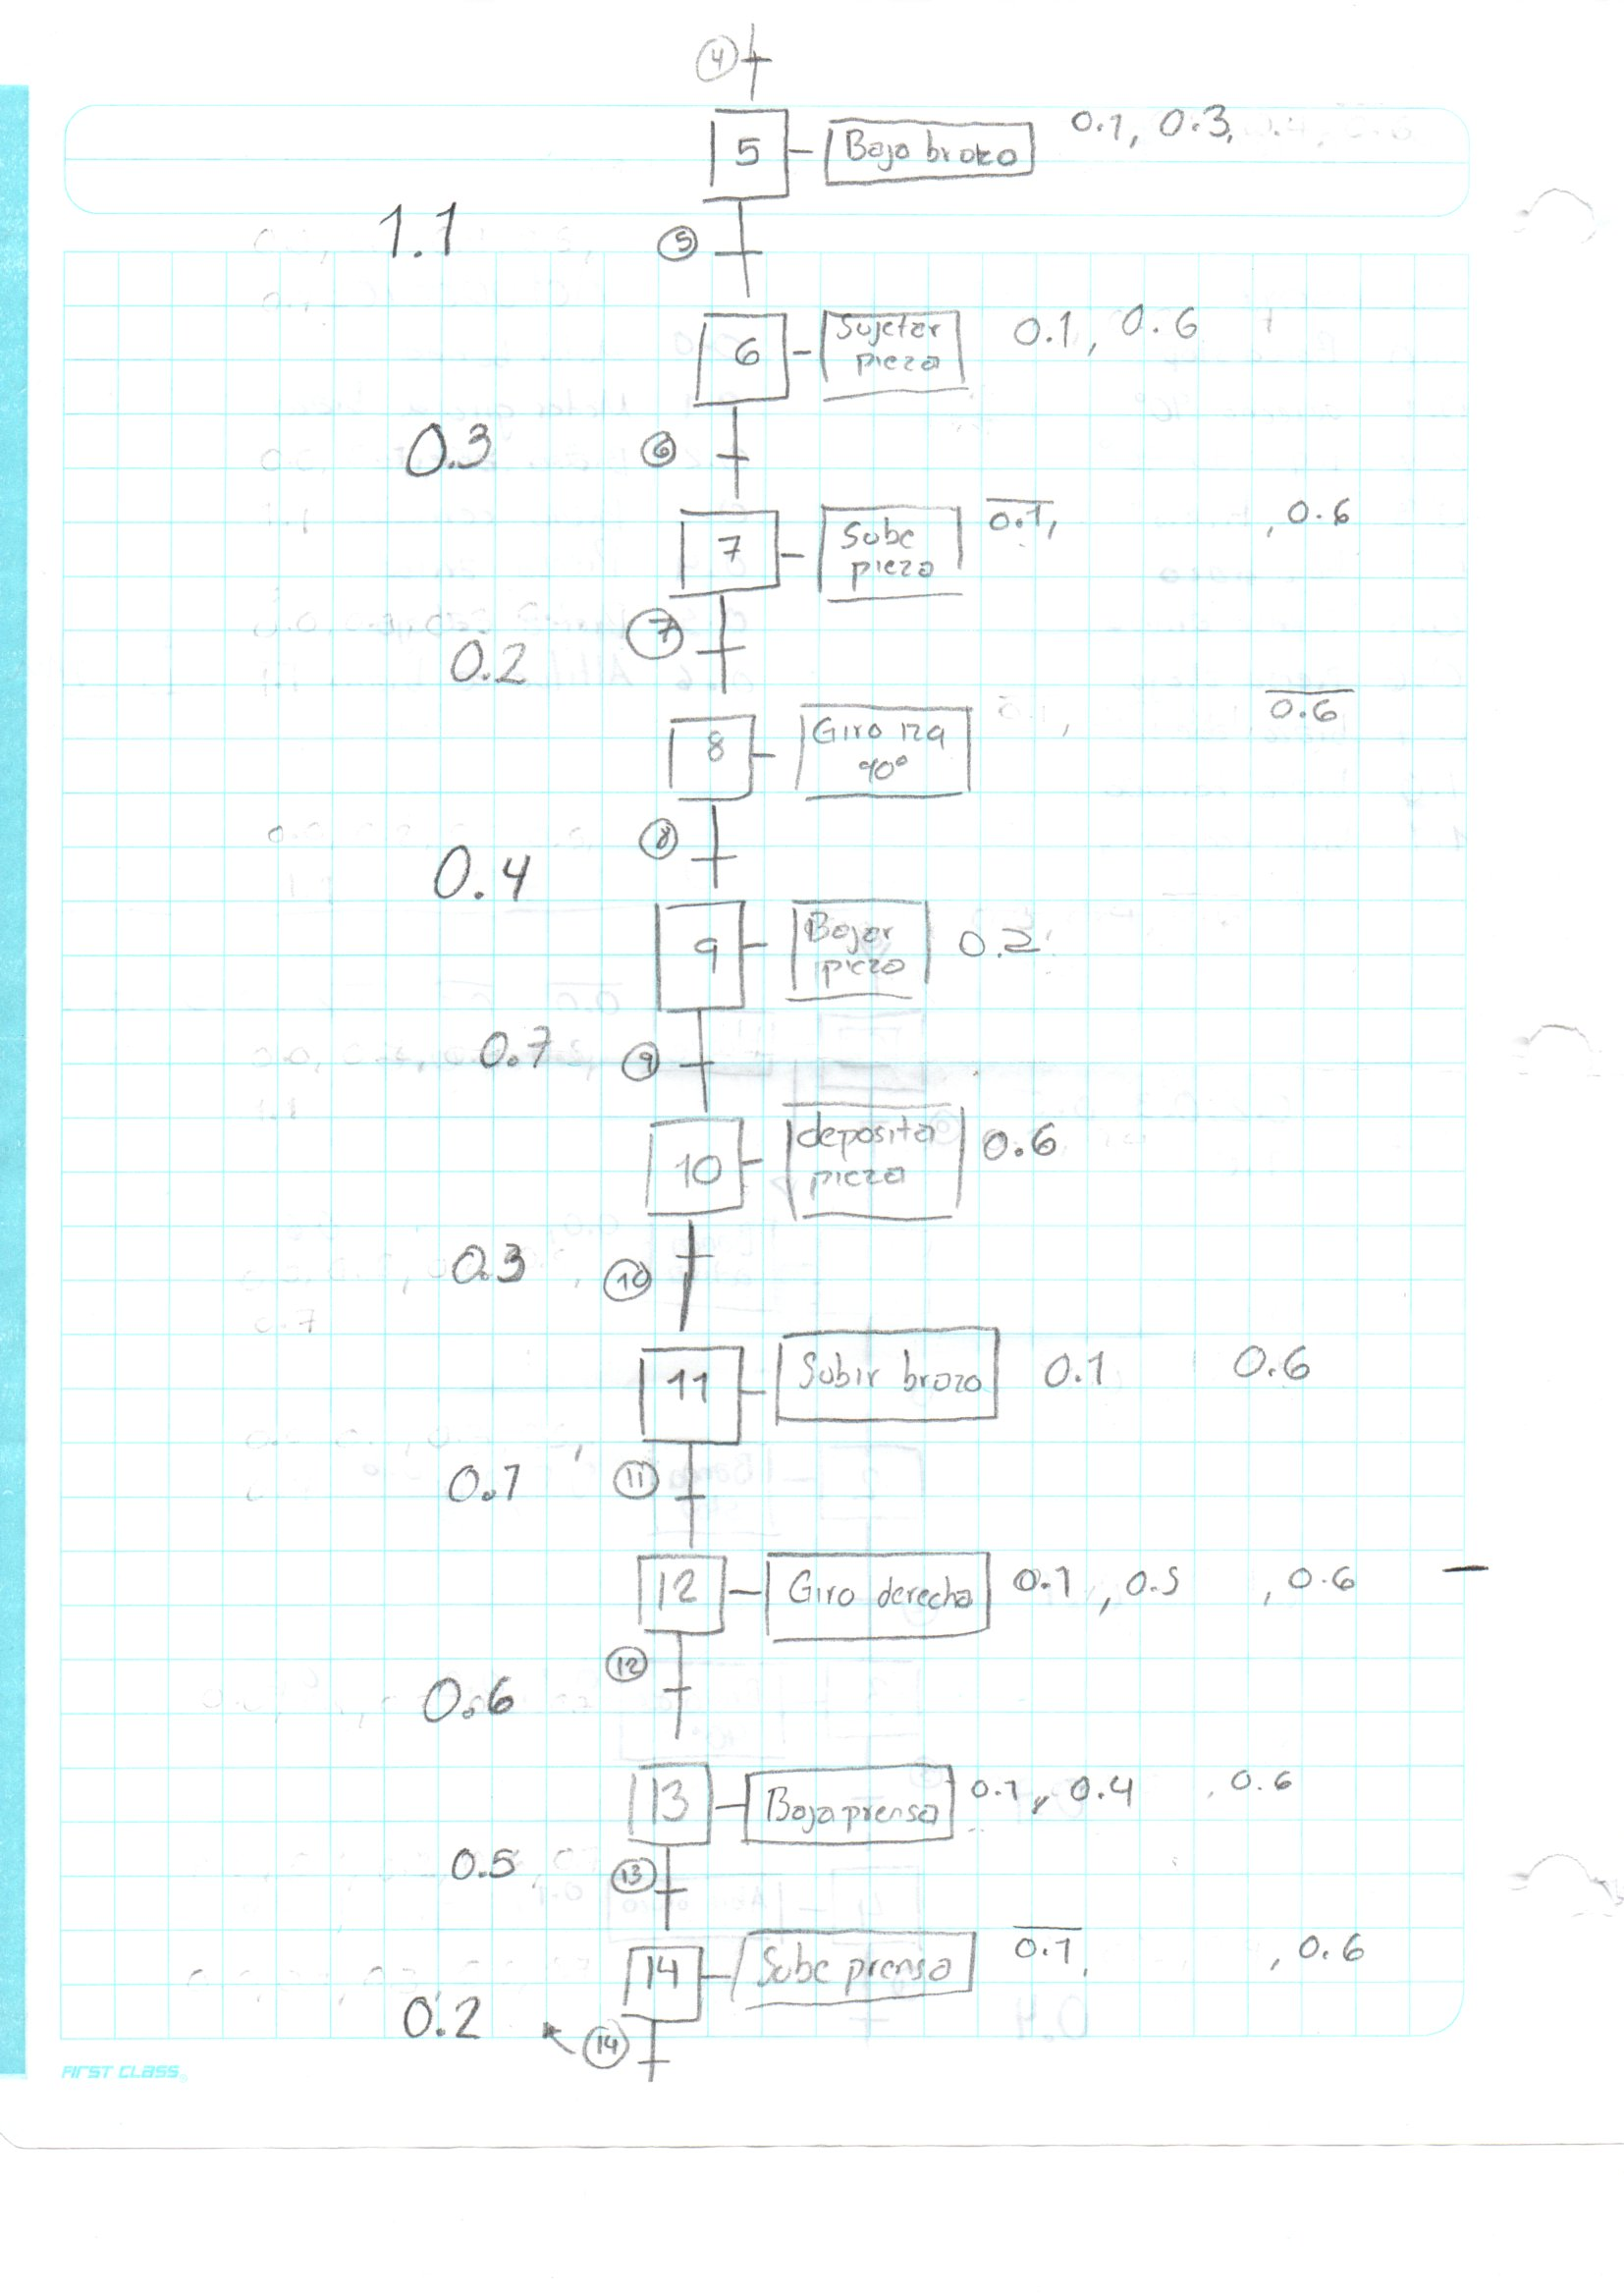 4
5 Bajo brazo 0.1, 0.3,
1.1 5
6 Sujetar pieza 0.1, 0.6
0.3 6
7 Sube pieza 0.1, , 0.6
0.2 7
8 Giro izq 90° 0.6
0.4 8
9 Bajar pieza 0.2
0.7 9
10 deposita pieza 0.6
0.3 10
11 Subir brazo 0.1 0.6
0.1 11
12 Giro derecha 0.1, 0.5 , 0.6 -
0.6 12
13 Baja prensa 0.1, 0.4 , 0.6
0.5 13
14 Sube prensa 0.1, , 0.6
0.2 14
FIRST CLASS